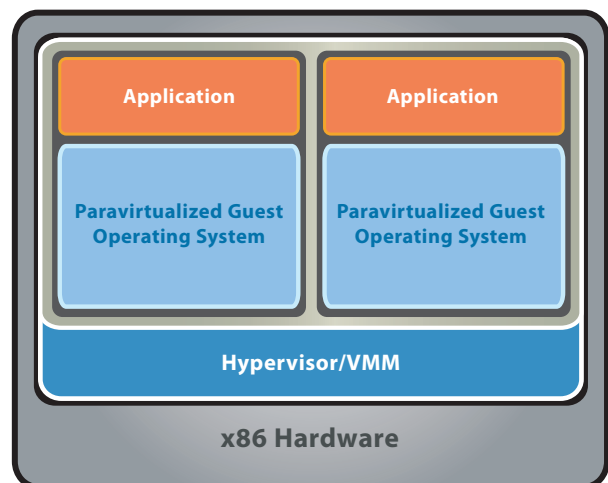 Application
Application
Paravirtualized Guest
Operating System
Paravirtualized Guest
Operating System
Hypervisor/VMM
x86 Hardware